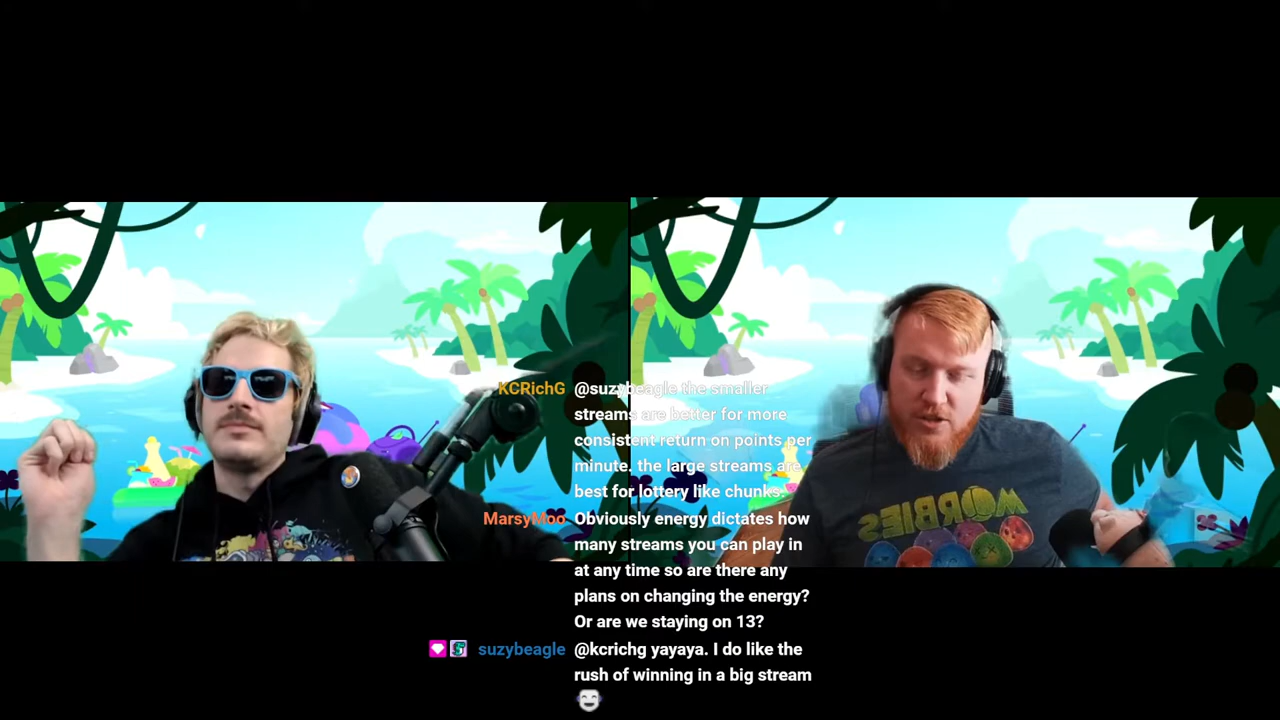 KCRichG @suzybeagle the smaller
streams are better for more
consistent return on points per
minute. the large streams are
best for lottery like chunks.
MarsyMoo Obviously energy dictates how
many streams you can play in
at any time so are there any
plans on changing the energy?
Or are we staying on 13?
suzybeagle @kcrichg yayaya. I do like the
rush of winning in a big stream
MORBIES